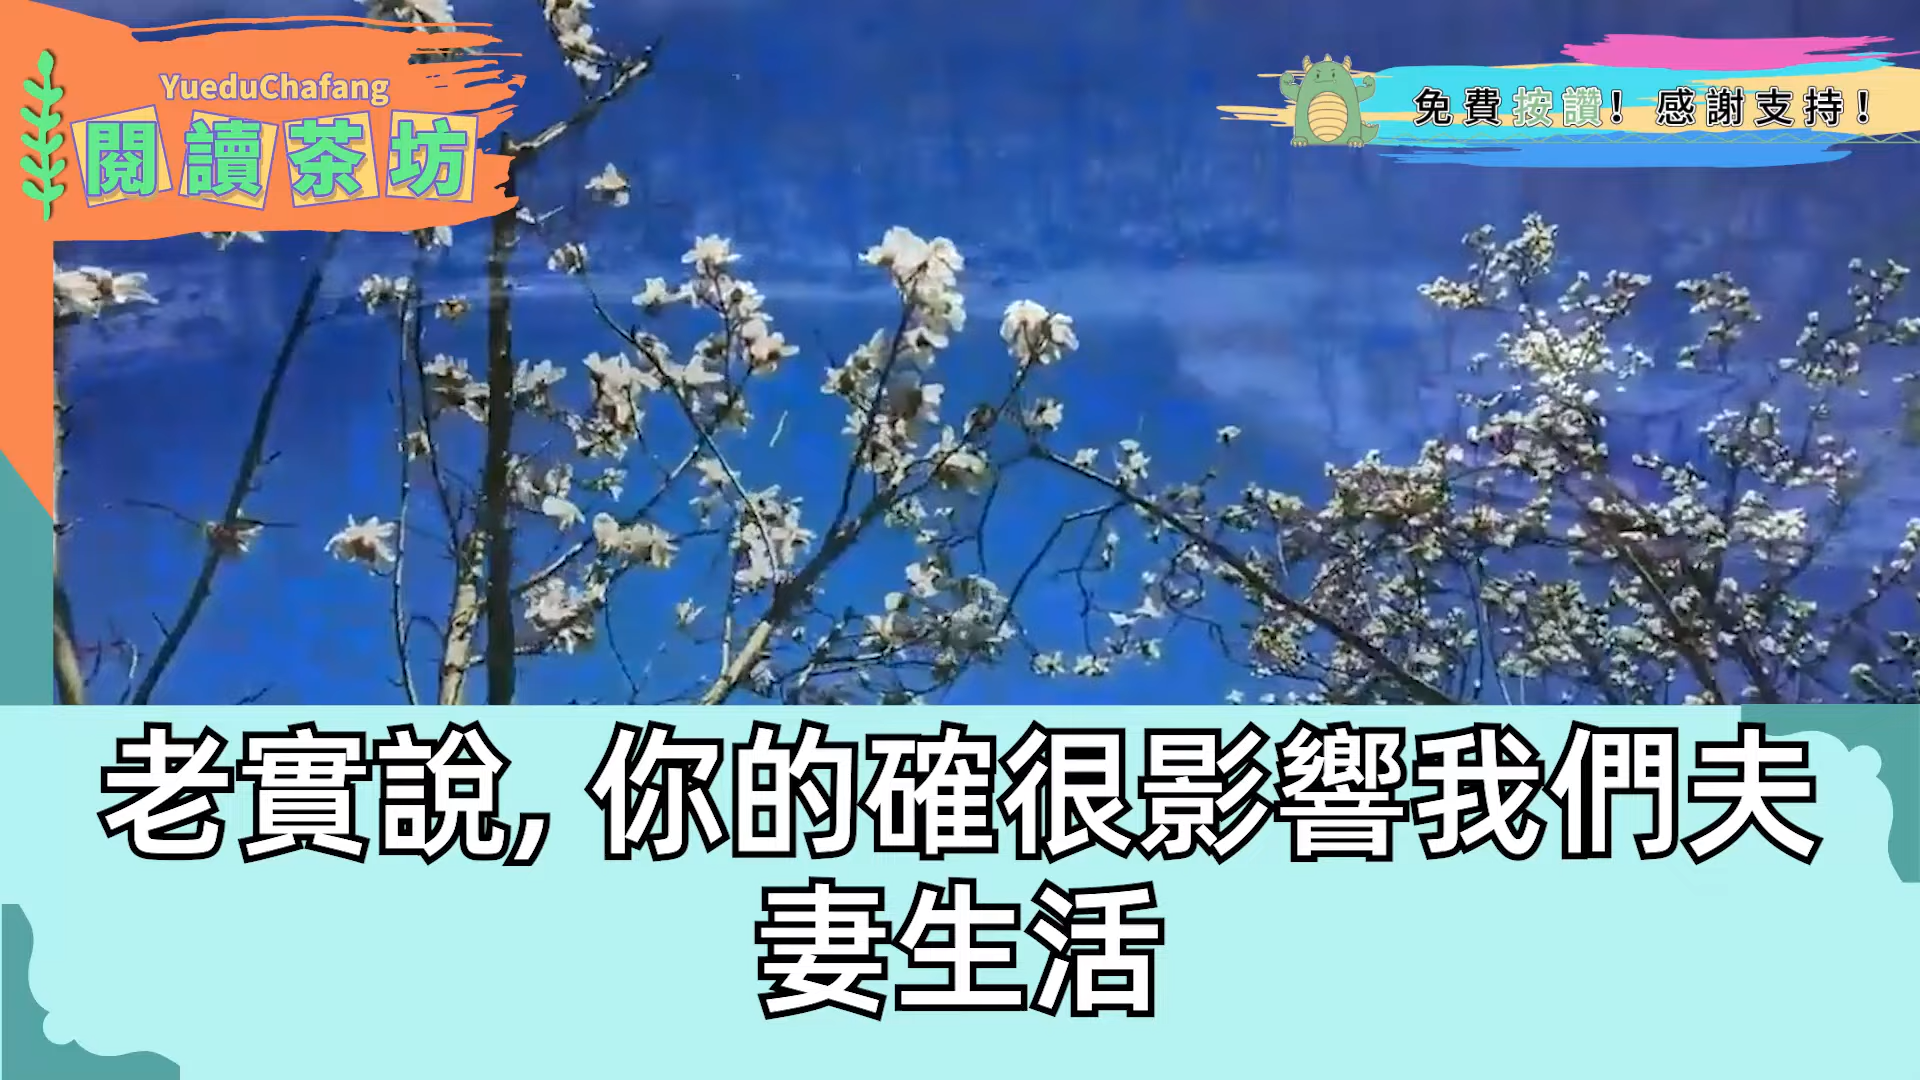 YueduChafang
閱讀茶坊
免費按讚！感謝支持！
老實說，你的確很影響我們夫
妻生活